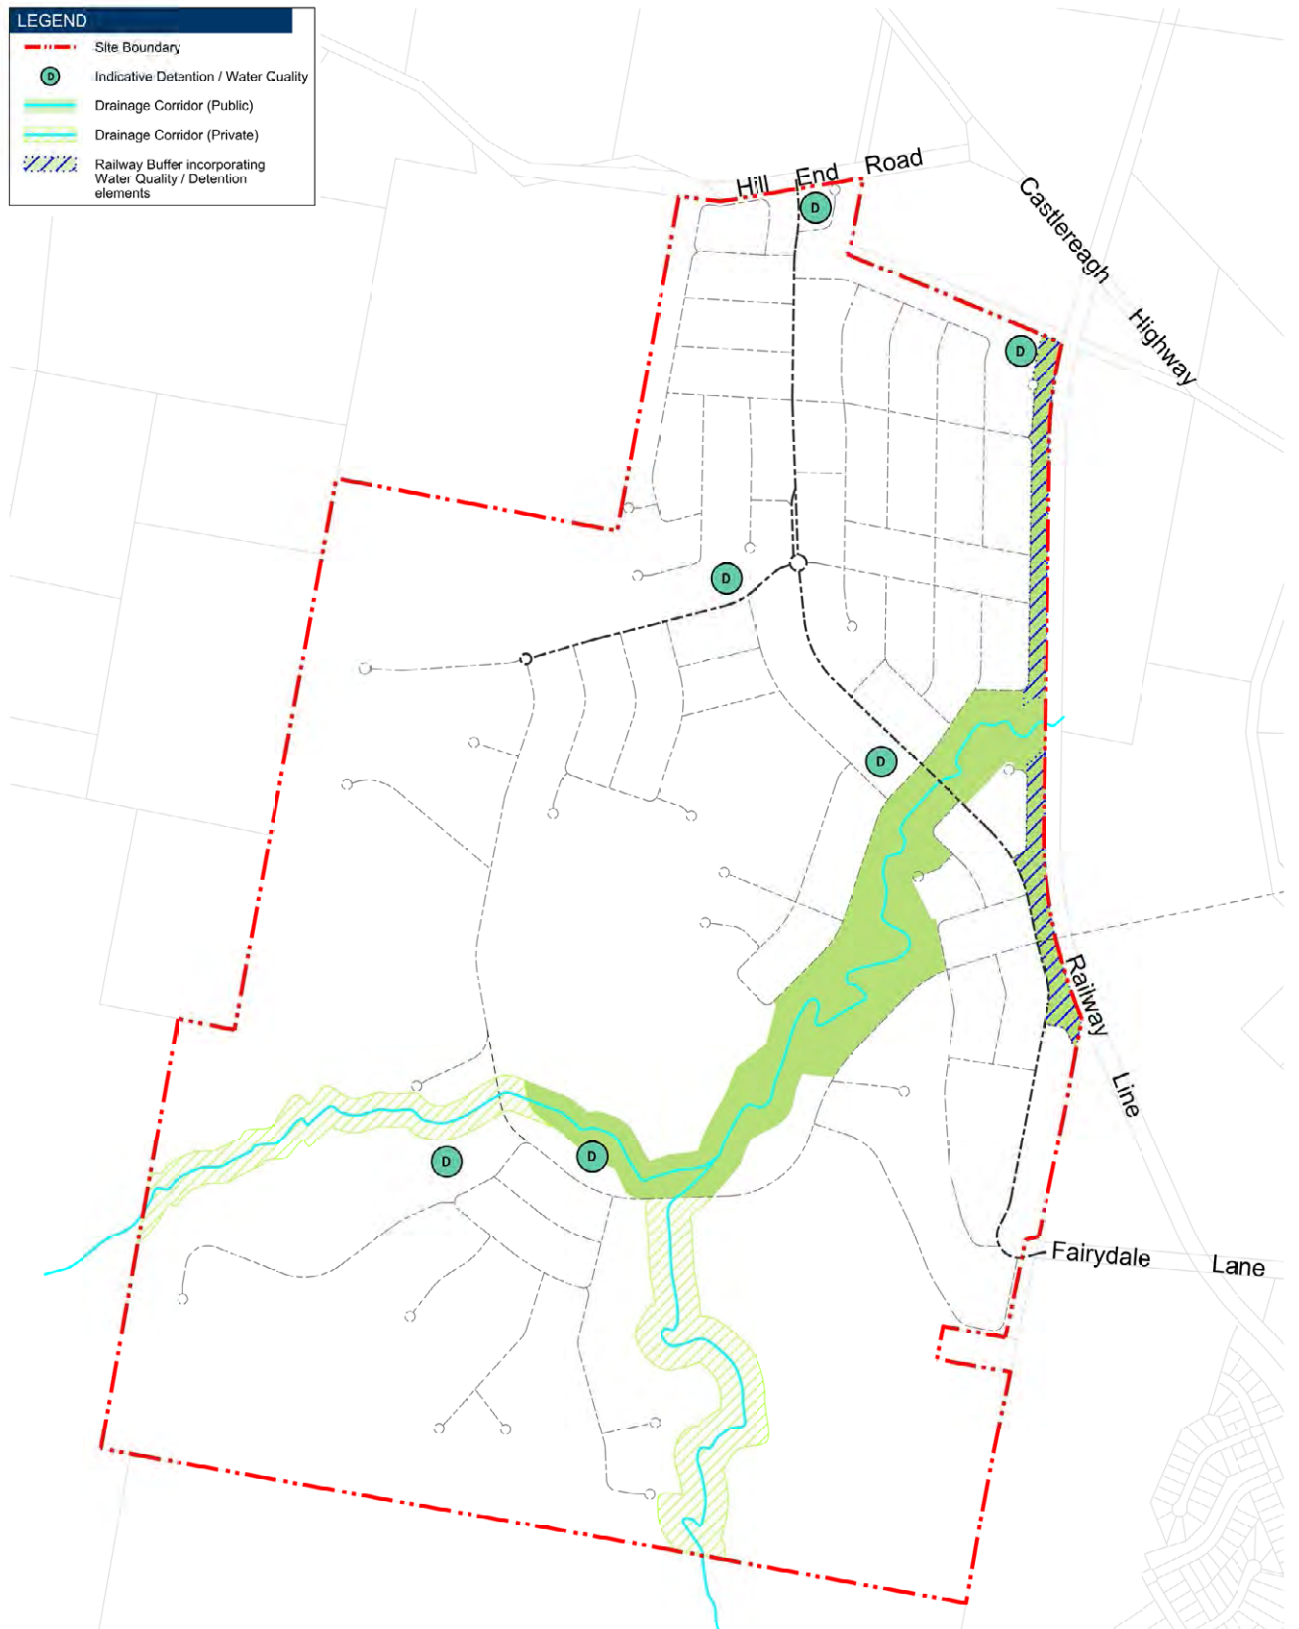 LEGEND
Site Boundary
D
Indicative Detention / Water Quality
Drainage Corridor (Public)
Drainage Corridor (Private)
Railway Buffer incorporating
Water Quality / Detention
elements
Hill End Road
Castlereagh Highway
D
D
D
D
Railway Line
D
D
Fairydale Lane